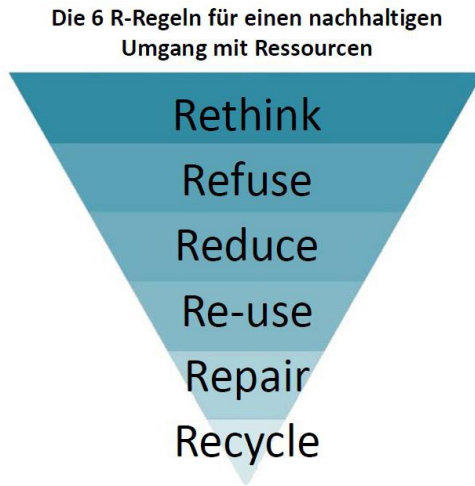 Die 6 R-Regeln für einen nachhaltigen
Umgang mit Ressourcen
Rethink
Refuse
Reduce
Re-use
Repair
Recycle